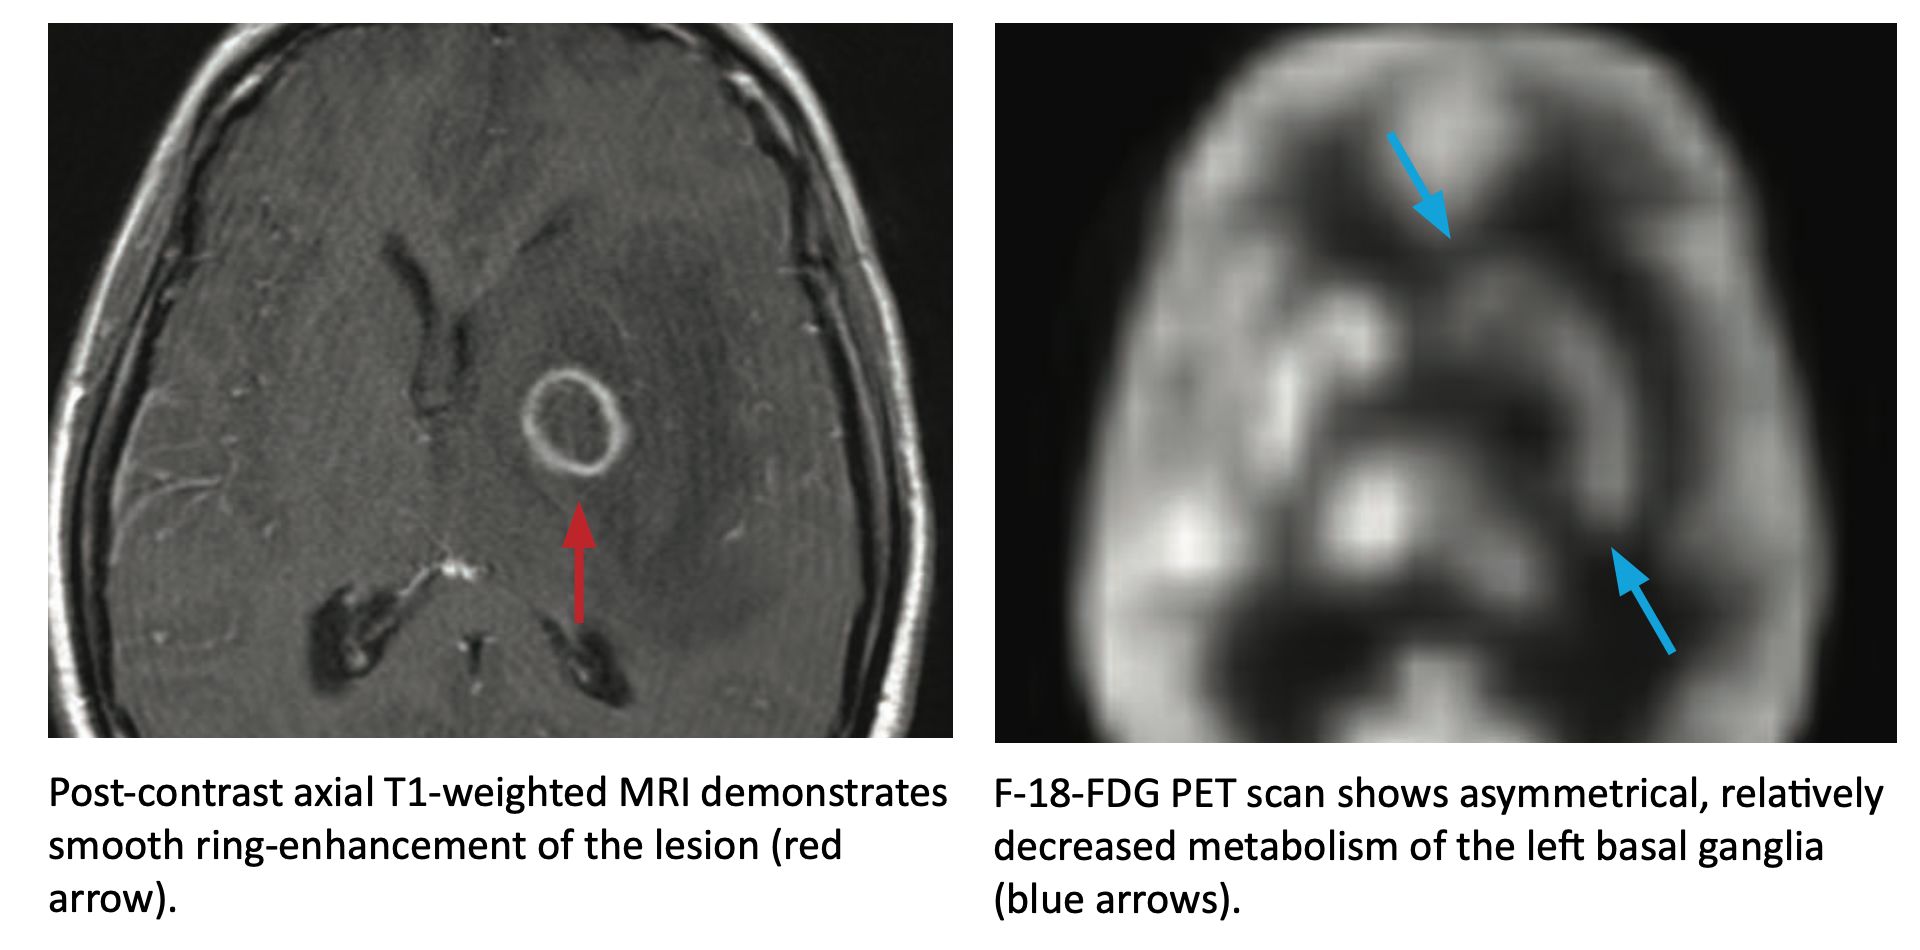 Post-contrast axial T1-weighted MRI demonstrates
smooth ring-enhancement of the lesion (red
arrow).
F-18-FDG PET scan shows asymmetrical, relatively
decreased metabolism of the left basal ganglia
(blue arrows).